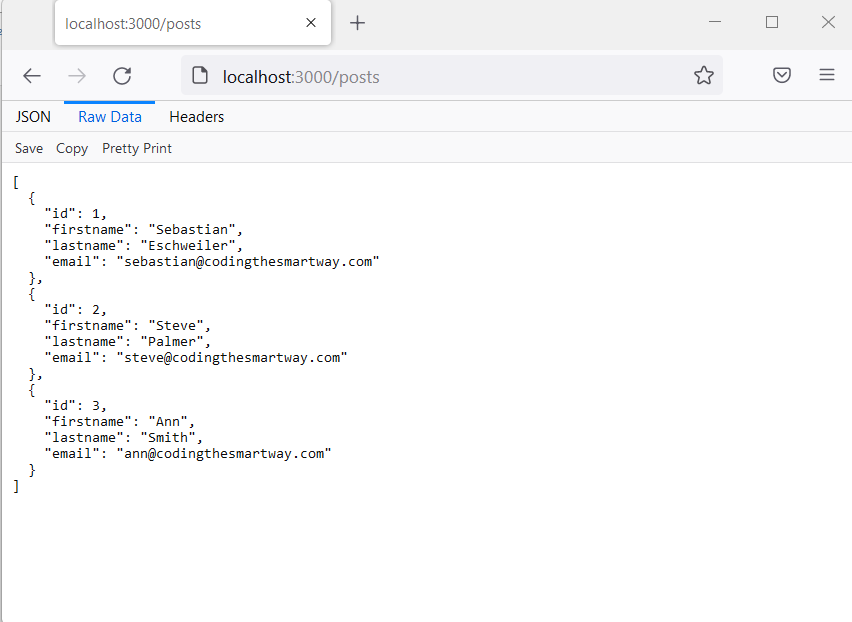 localhost:3000/posts
localhost:3000/posts
JSON Raw Data Headers
Save Copy Pretty Print
[
  {
    "id": 1,
    "firstname": "Sebastian",
    "lastname": "Eschweiler",
    "email": "sebastian@codingthesmartway.com"
  },
  {
    "id": 2,
    "firstname": "Steve",
    "lastname": "Palmer",
    "email": "steve@codingthesmartway.com"
  },
  {
    "id": 3,
    "firstname": "Ann",
    "lastname": "Smith",
    "email": "ann@codingthesmartway.com"
  }
]